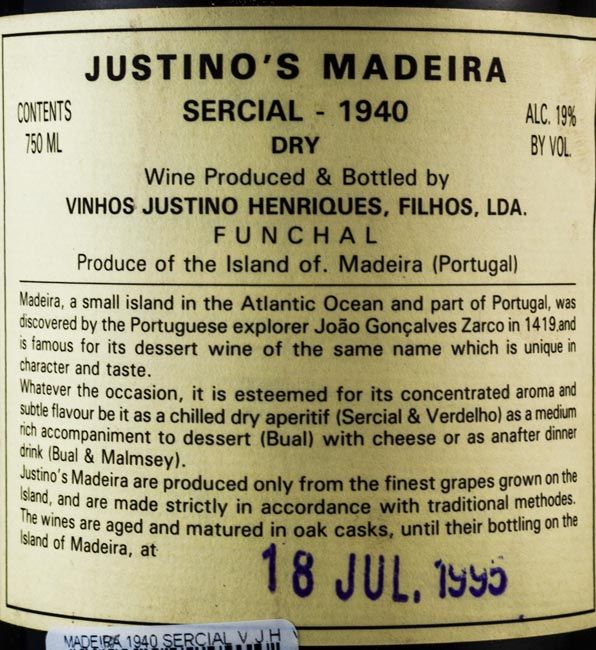 JUSTINO'S MADEIRA
CONTENTS
750 ML
SERCIAL - 1940
DRY
ALC. 19%
BY VOL.
Wine Produced & Bottled by
VINHOS JUSTINO HENRIQUES, FILHOS, LDA.
FUNCHAL
Produce of the Island of. Madeira (Portugal)
Madeira, a small island in the Atlantic Ocean and part of Portugal, was
discovered by the Portuguese explorer João Gonçalves Zarco in 1419,and
is famous for its dessert wine of the same name which is unique in
character and taste.
Whatever the occasion, it is esteemed for its concentrated aroma and
subtle flavour be it as a chilled dry aperitif (Sercial & Verdelho) as a medium
rich accompaniment to dessert (Bual) with cheese or as anafter dinner
drink (Bual & Malmsey).
Justino's Madeira are produced only from the finest grapes grown on the
Island, and are made strictly in accordance with traditional methodes.
The wines are aged and matured in oak casks, until their bottling on the
Island of Madeira, at
18 JUL. 1995
MADEIRA 1940 SERCIAL V.J.H